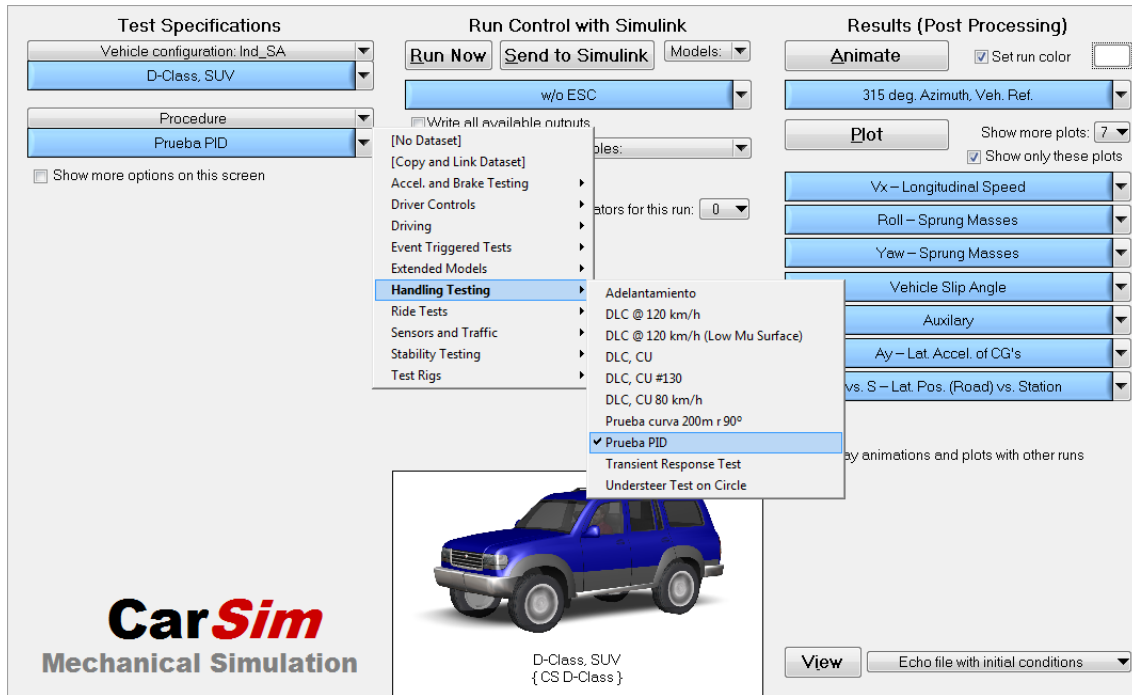 Test Specifications
Vehicle configuration: Ind_SA
D-Class, SUV
Procedure
Prueba PID
Show more options on this screen
Run Control with Simulink
Run Now
Send to Simulink
Models:
w/o ESC
Write all available outputs
bles:
ators for this run:
0
[No Dataset]
[Copy and Link Dataset]
Accel. and Brake Testing
Driver Controls
Driving
Event Triggered Tests
Extended Models
Handling Testing
Ride Tests
Sensors and Traffic
Stability Testing
Test Rigs
Adelantamiento
DLC @ 120 km/h
DLC @ 120 km/h (Low Mu Surface)
DLC, CU
DLC, CU #130
DLC, CU 80 km/h
Prueba curva 200m r 90º
Prueba PID
Transient Response Test
Understeer Test on Circle
Results (Post Processing)
Animate
Set run color
315 deg. Azimuth, Veh. Ref.
Plot
Show more plots: 7
Show only these plots
Vx – Longitudinal Speed
Roll – Sprung Masses
Yaw – Sprung Masses
Vehicle Slip Angle
Auxilary
Ay – Lat. Accel. of CG's
vs. S – Lat. Pos. (Road) vs. Station
ay animations and plots with other runs
CarSim
Mechanical Simulation
D-Class, SUV
{ CS D-Class }
View
Echo file with initial conditions